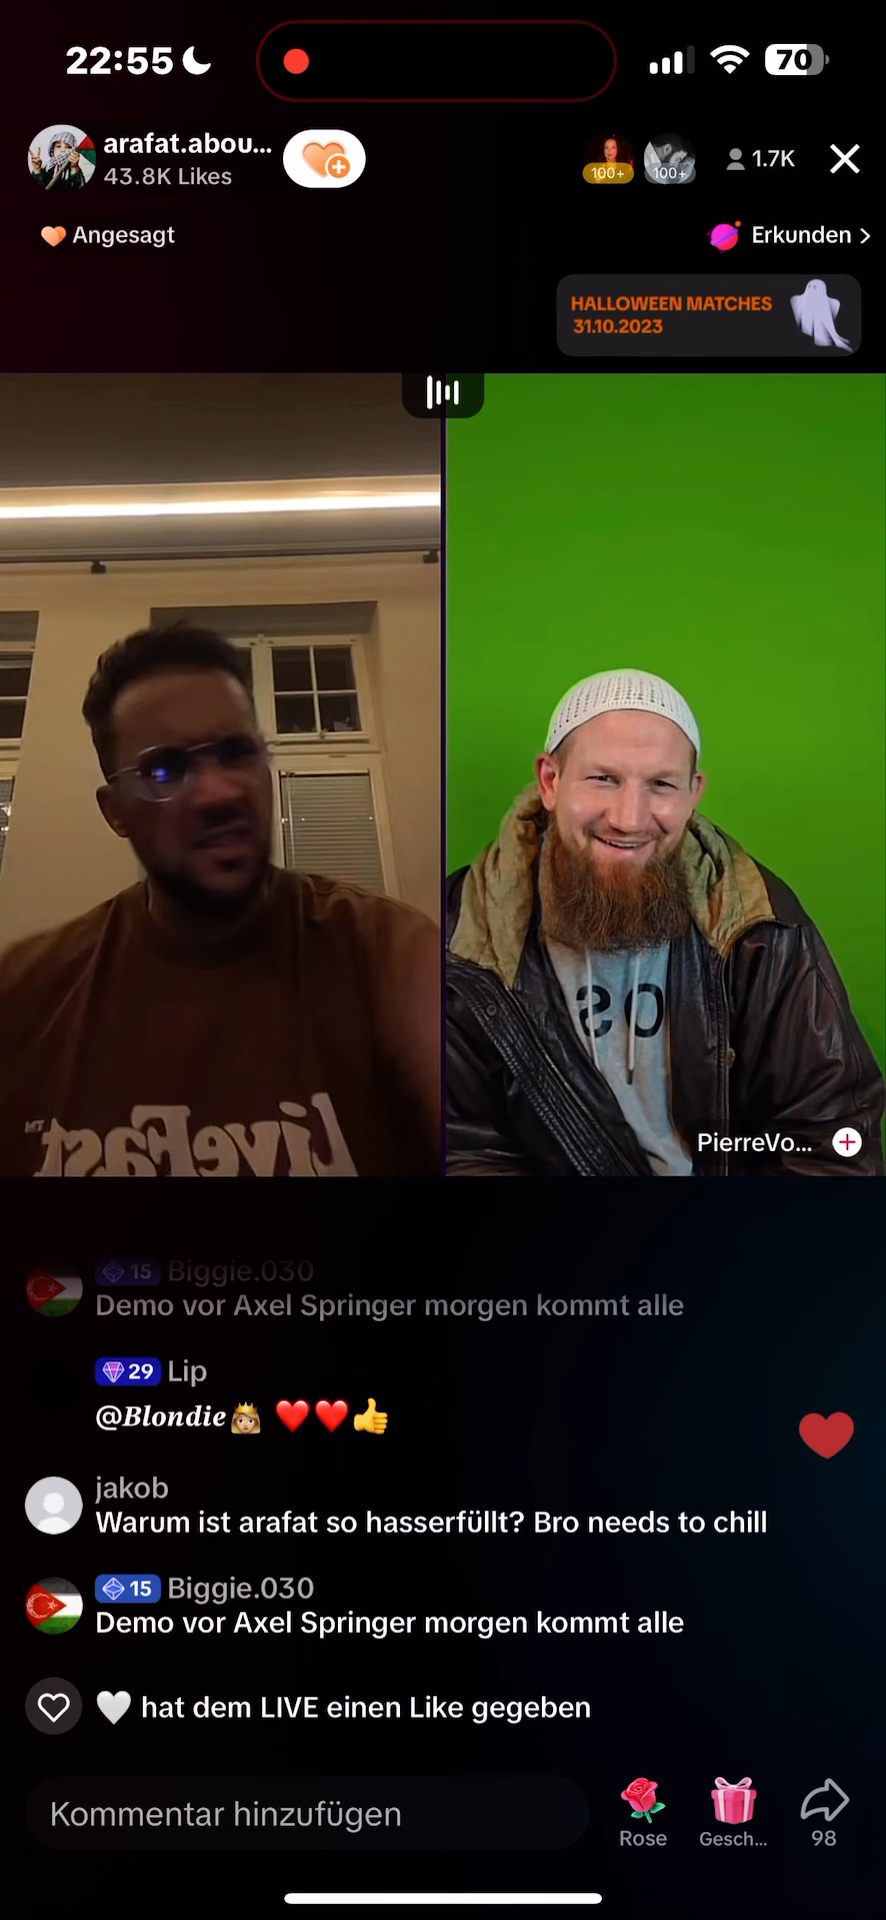 22:55
70
arafat.abou...
43.8K Likes
100+
100+
1.7K
Angesagt
Erkunden >
HALLOWEEN MATCHES
31.10.2023
LiveFast™
PierreVo...
15 Biggie.030
Demo vor Axel Springer morgen kommt alle
29 Lip
@Blondie👸🏼 ❤️❤️👍
jakob
Warum ist arafat so hasserfüllt? Bro needs to chill
15 Biggie.030
Demo vor Axel Springer morgen kommt alle
🤍 hat dem LIVE einen Like gegeben
Kommentar hinzufügen
Rose
Gesch...
98